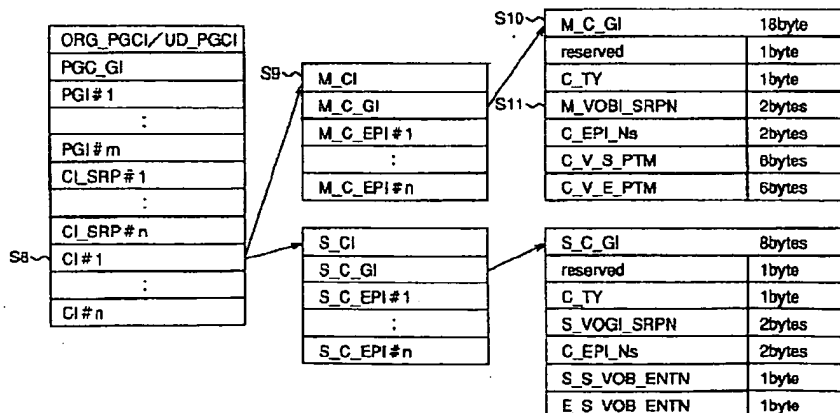 ORG_PGCI/UD_PGCI
PGC_GI
PGI#1
:
PGI#m
CI_SRP#1
:
CI_SRP#n
S8
CI#1
:
CI#n
S9
M_CI
M_C_GI
M_C_EPI#1
:
M_C_EPI#n
S_CI
S_C_GI
S_C_EPI#1
:
S_C_EPI#n
S10
M_C_GI 18byte
reserved 1byte
C_TY 1byte
S11
M_VOBI_SRPN 2bytes
C_EPI_Ns 2bytes
C_V_S_PTM 6bytes
C_V_E_PTM 6bytes
S_C_GI 8bytes
reserved 1byte
C_TY 1byte
S_VOGI_SRPN 2bytes
C_EPI_Ns 2bytes
S_S_VOB_ENTN 1byte
E_S_VOB_ENTN 1byte